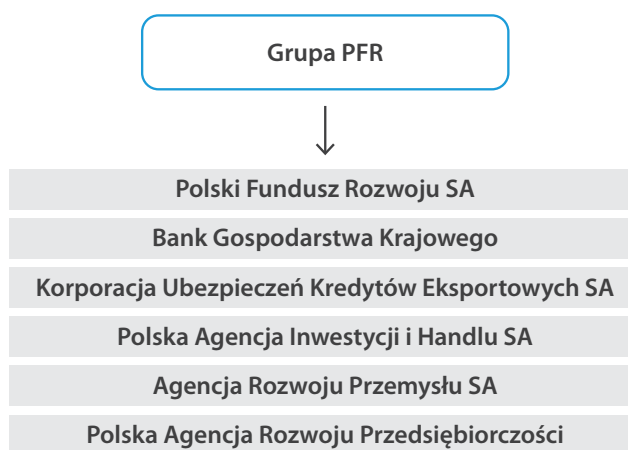 Grupa PFR
Polski Fundusz Rozwoju SA
Bank Gospodarstwa Krajowego
Korporacja Ubezpieczeń Kredytów Eksportowych SA
Polska Agencja Inwestycji i Handlu SA
Agencja Rozwoju Przemysłu SA
Polska Agencja Rozwoju Przedsiębiorczości